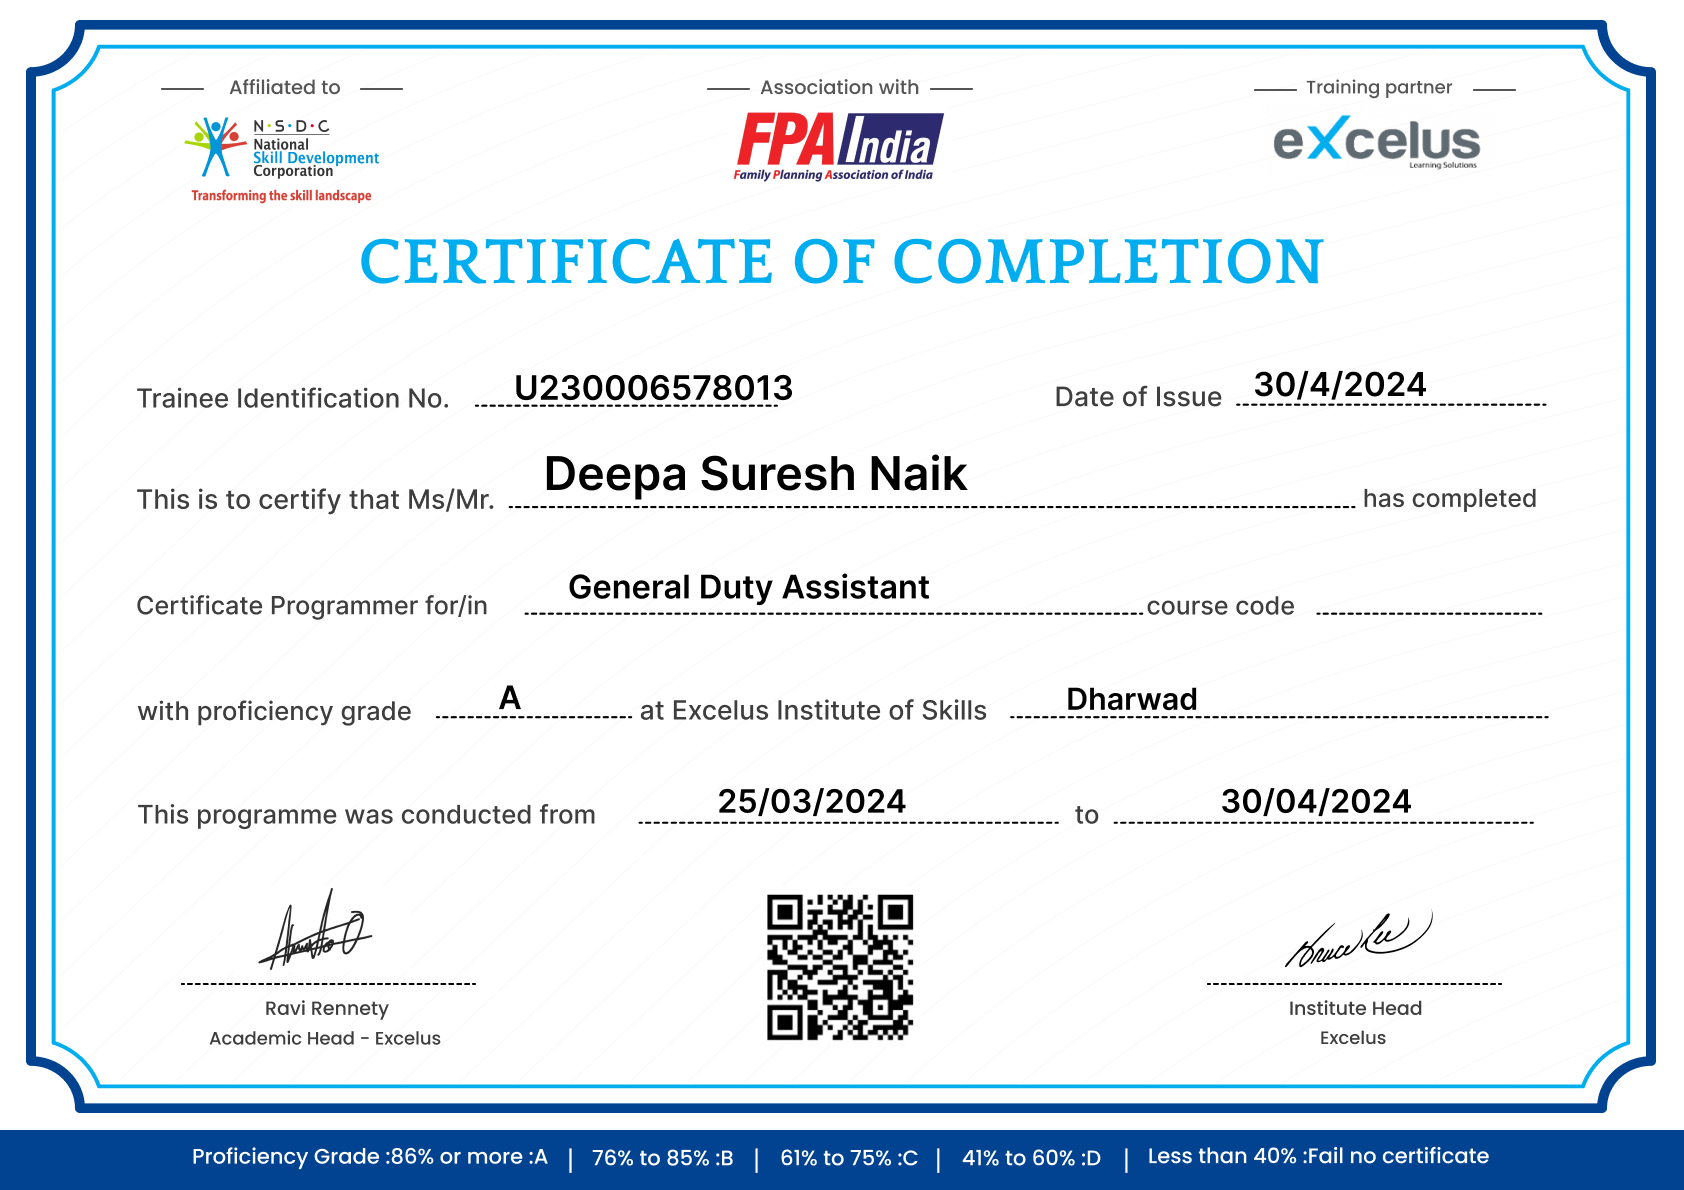 Affiliated to
Association with
Training partner
N·S·D·C
National
Skill Development
Corporation
Transforming the skill landscape
FPA India
Family Planning Association of India
eXcelus
Learning Solutions
CERTIFICATE OF COMPLETION
Trainee Identification No. U230006578013 Date of Issue 30/4/2024
This is to certify that Ms/Mr. Deepa Suresh Naik has completed
Certificate Programmer for/in General Duty Assistant course code
with proficiency grade A at Excelus Institute of Skills Dharwad
This programme was conducted from 25/03/2024 to 30/04/2024
Bruce Lee
Ravi Rennety
Academic Head - Excelus
Institute Head
Excelus
Proficiency Grade :86% or more :A | 76% to 85% :B | 61% to 75% :C | 41% to 60% :D | Less than 40% :Fail no certificate